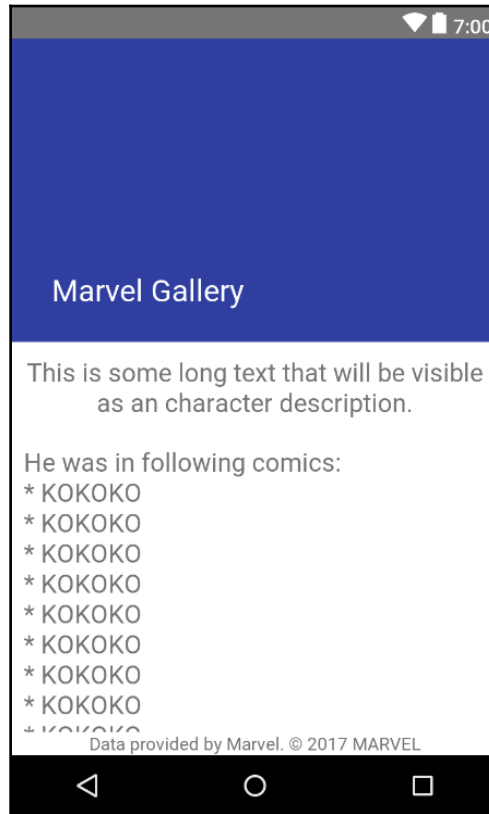 7:00
Marvel Gallery
This is some long text that will be visible
as an character description.
He was in following comics:
* KOKOKO
* KOKOKO
* KOKOKO
* KOKOKO
* KOKOKO
* KOKOKO
* KOKOKO
* KOKOKO
* KOKOKO
Data provided by Marvel. © 2017 MARVEL